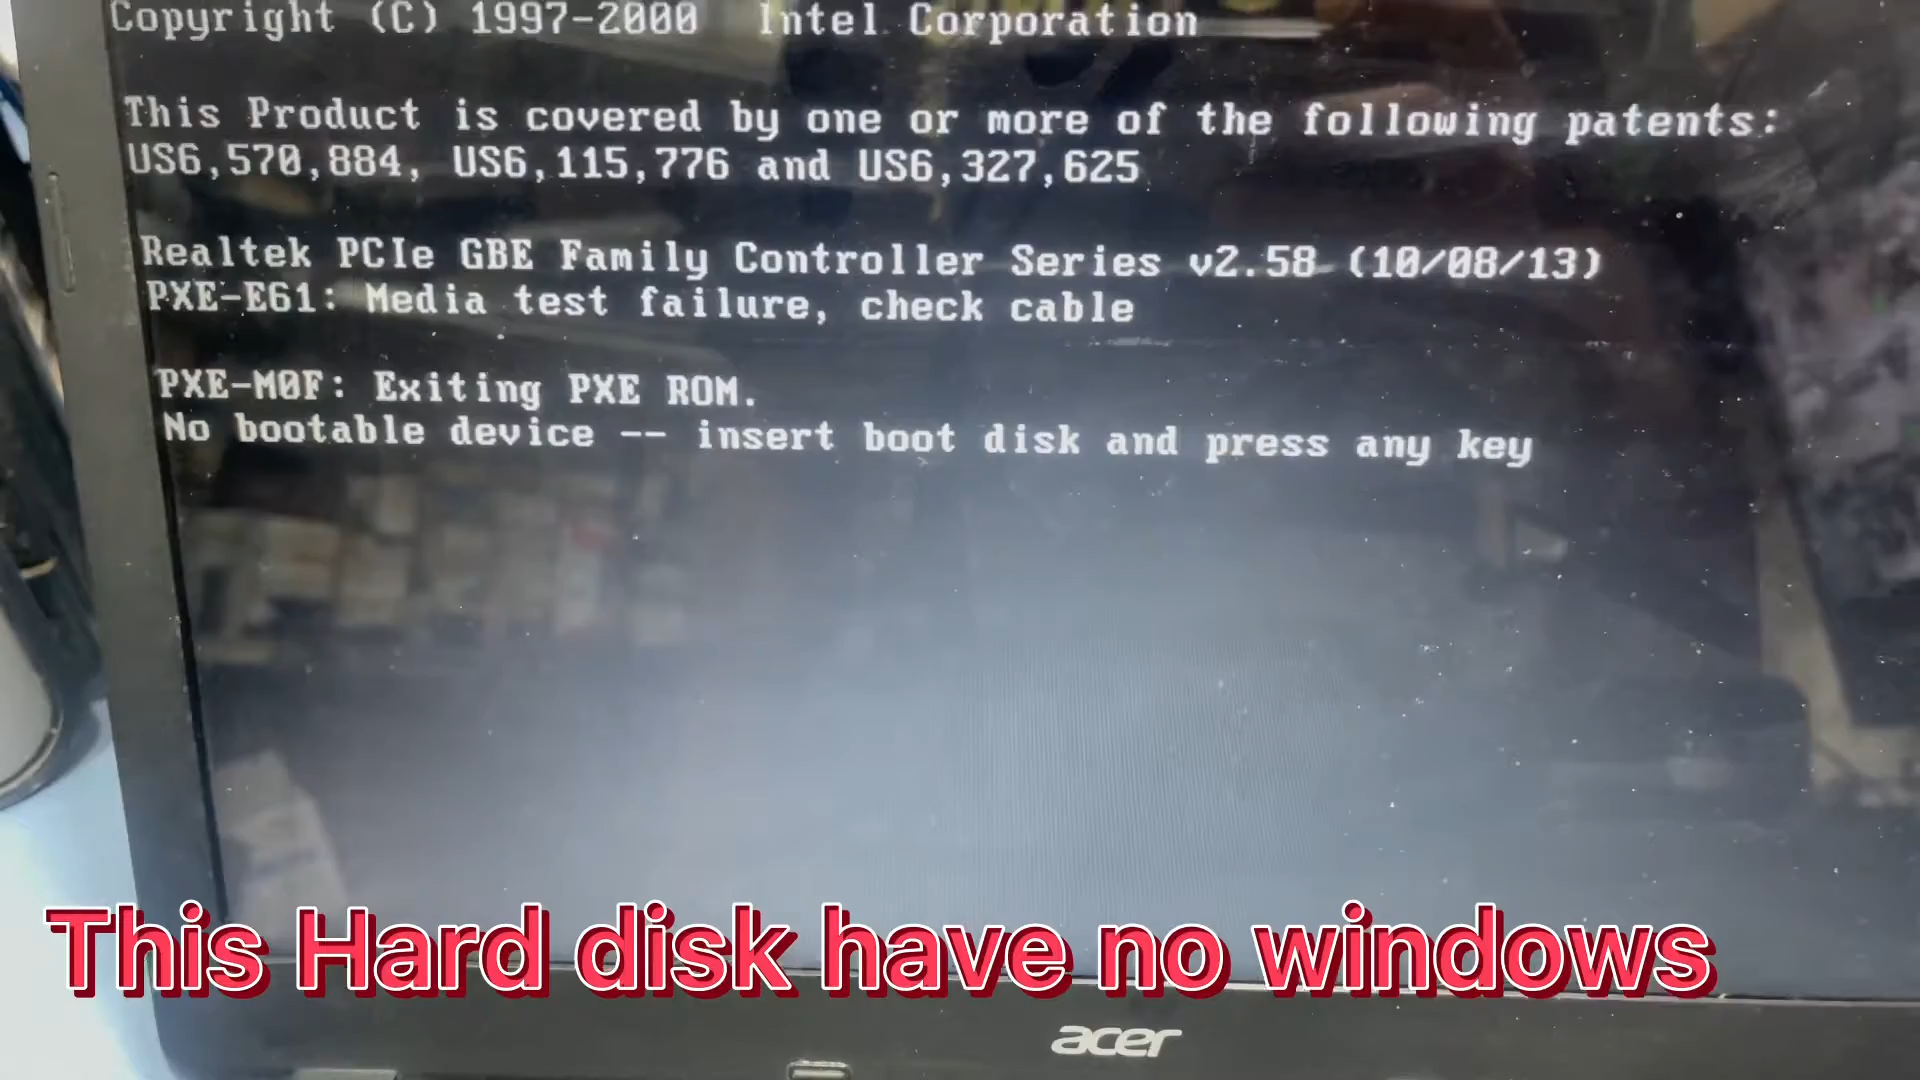 Copyright (C) 1997-2000 Intel Corporation
This Product is covered by one or more of the following patents:
US6,570,884, US6,115,776 and US6,327,625
Realtek PCIe GBE Family Controller Series v2.58 (10/08/13)
PXE-E61: Media test failure, check cable
PXE-M0F: Exiting PXE ROM.
No bootable device -- insert boot disk and press any key
This Hard disk have no windows
acer